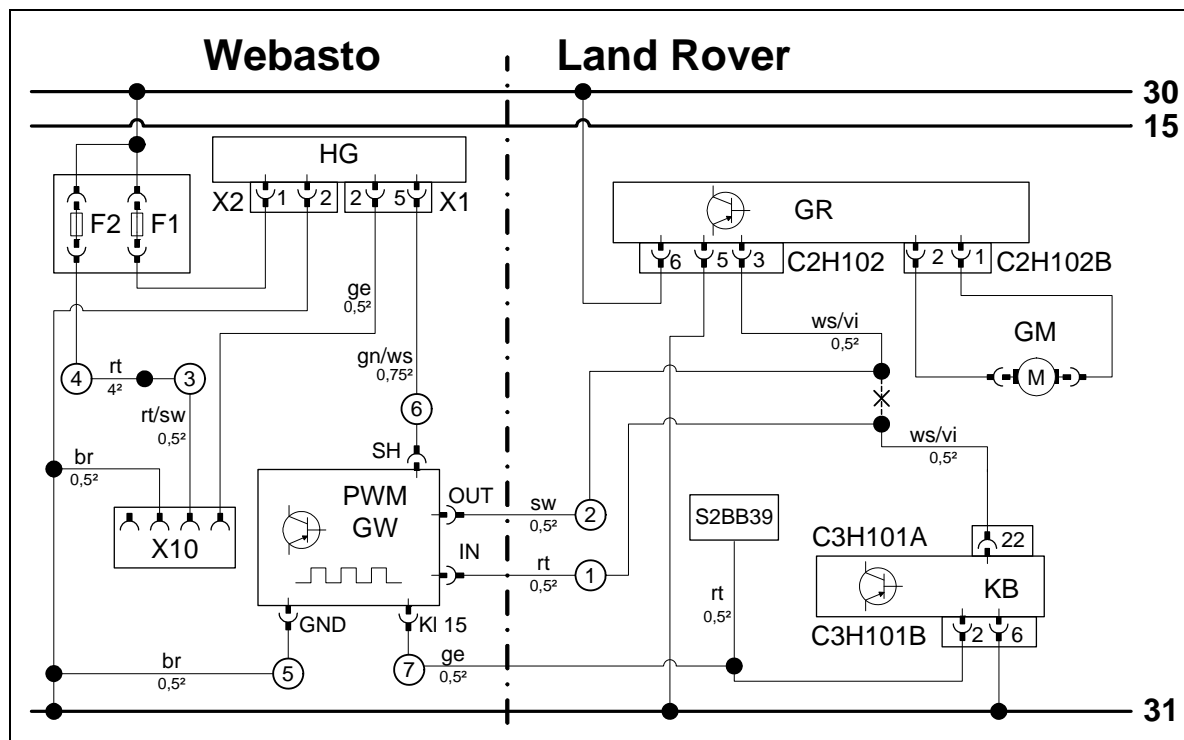 Webasto
Land Rover
30
15
HG
X2
1
2
2
5
X1
F2
F1
GR
6
5
3
C2H102
2
1
C2H102B
ge
0,5²
ws/vi
0,5²
GM
M
gn/ws
0,75²
4
rt
4²
3
6
rt/sw
0,5²
ws/vi
0,5²
br
0,5²
SH
PWM
GW
OUT
sw
0,5²
2
S2BB39
X10
IN
rt
0,5²
1
C3H101A
22
KB
rt
0,5²
GND
Kl 15
C3H101B
2
6
br
0,5²
5
7
ge
0,5²
31